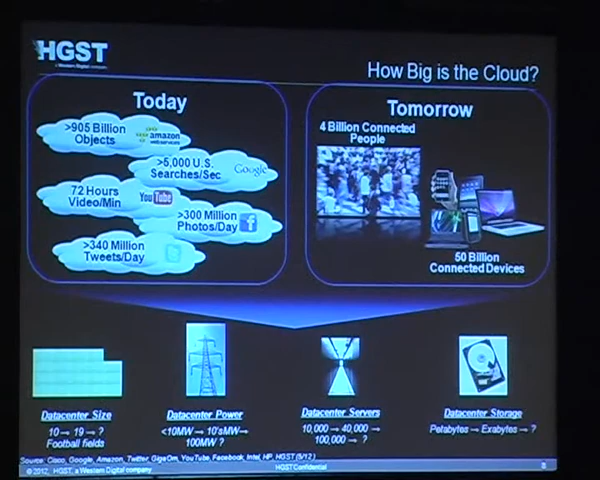 HGST
a Western Digital company
How Big is the Cloud?
Today
>905 Billion
Objects
amazon
webservices
>5,000 U.S.
Searches/Sec
Google
72 Hours
Video/Min
YouTube
>300 Million
Photos/Day
f
>340 Million
Tweets/Day
Tomorrow
4 Billion Connected
People
50 Billion
Connected Devices
Datacenter Size
10 → 19 → ?
Football fields
Datacenter Power
<10MW → 10'sMW→
100MW ?
Datacenter Servers
10,000 → 40,000→
100,000 → ?
Datacenter Storage
Petabytes → Exabytes → ?
Source: Cisco, Google, Amazon, Twitter, GigaOm, YouTube, Facebook, Intel, HP, HGST (5/12)
© 2012, HGST, a Western Digital company
HGST Confidential